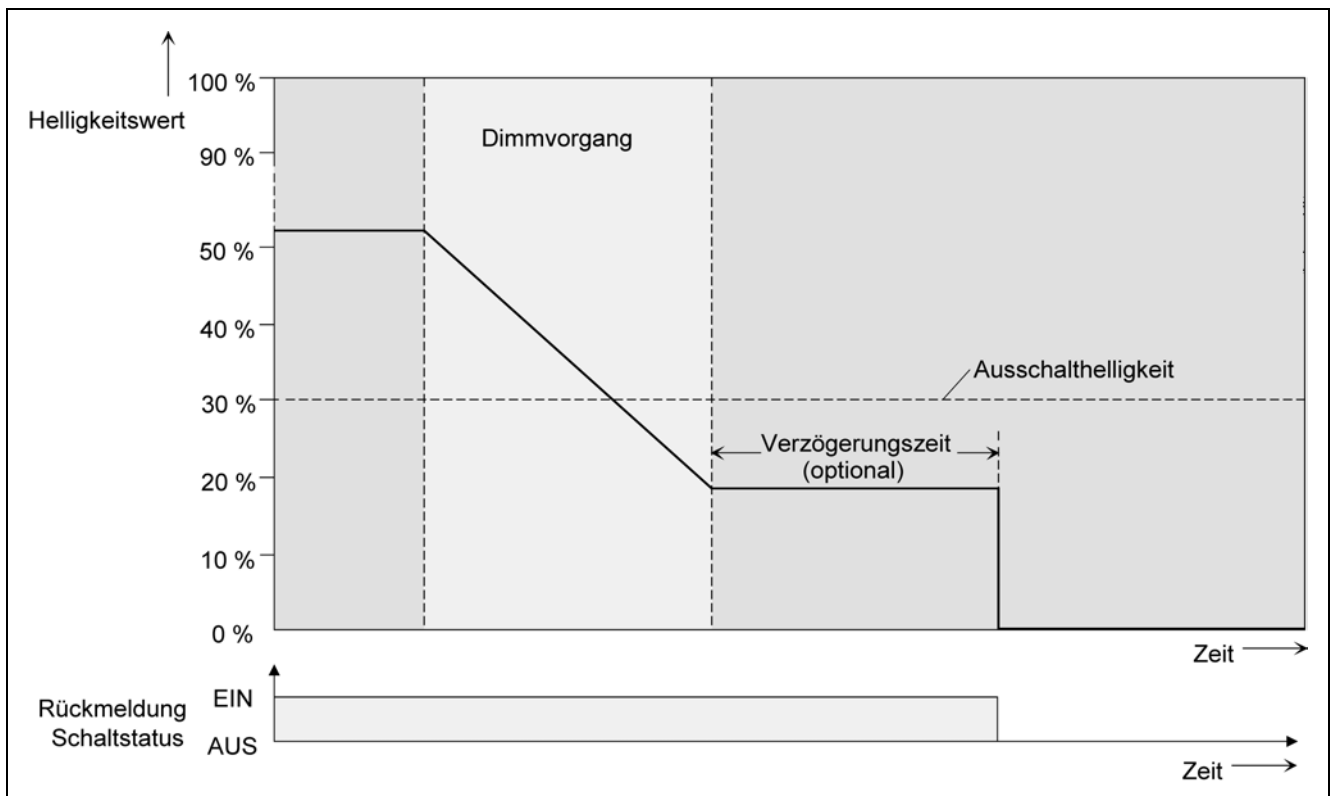 100 %
Helligkeitswert
Dimmvorgang
90 %
50 %
40 %
Ausschalthelligkeit
30 %
Verzögerungszeit
(optional)
20 %
10 %
0 %
Zeit
EIN
Rückmeldung
Schaltstatus
AUS
Zeit